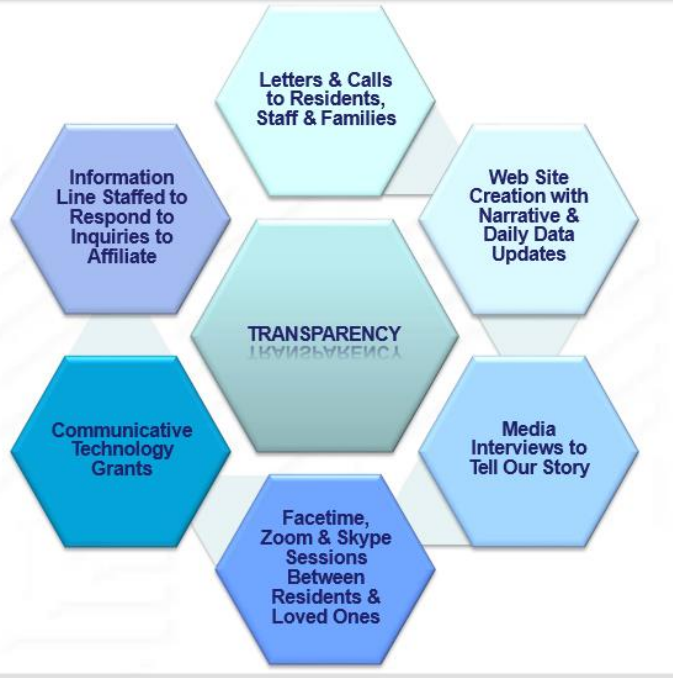 Letters & Calls
to Residents,
Staff & Families
Web Site
Creation with
Narrative &
Daily Data
Updates
Media
Interviews to
Tell Our Story
Facetime,
Zoom & Skype
Sessions
Between
Residents &
Loved Ones
Communicative
Technology
Grants
Information
Line Staffed to
Respond to
Inquiries to
Affiliate
TRANSPARENCY